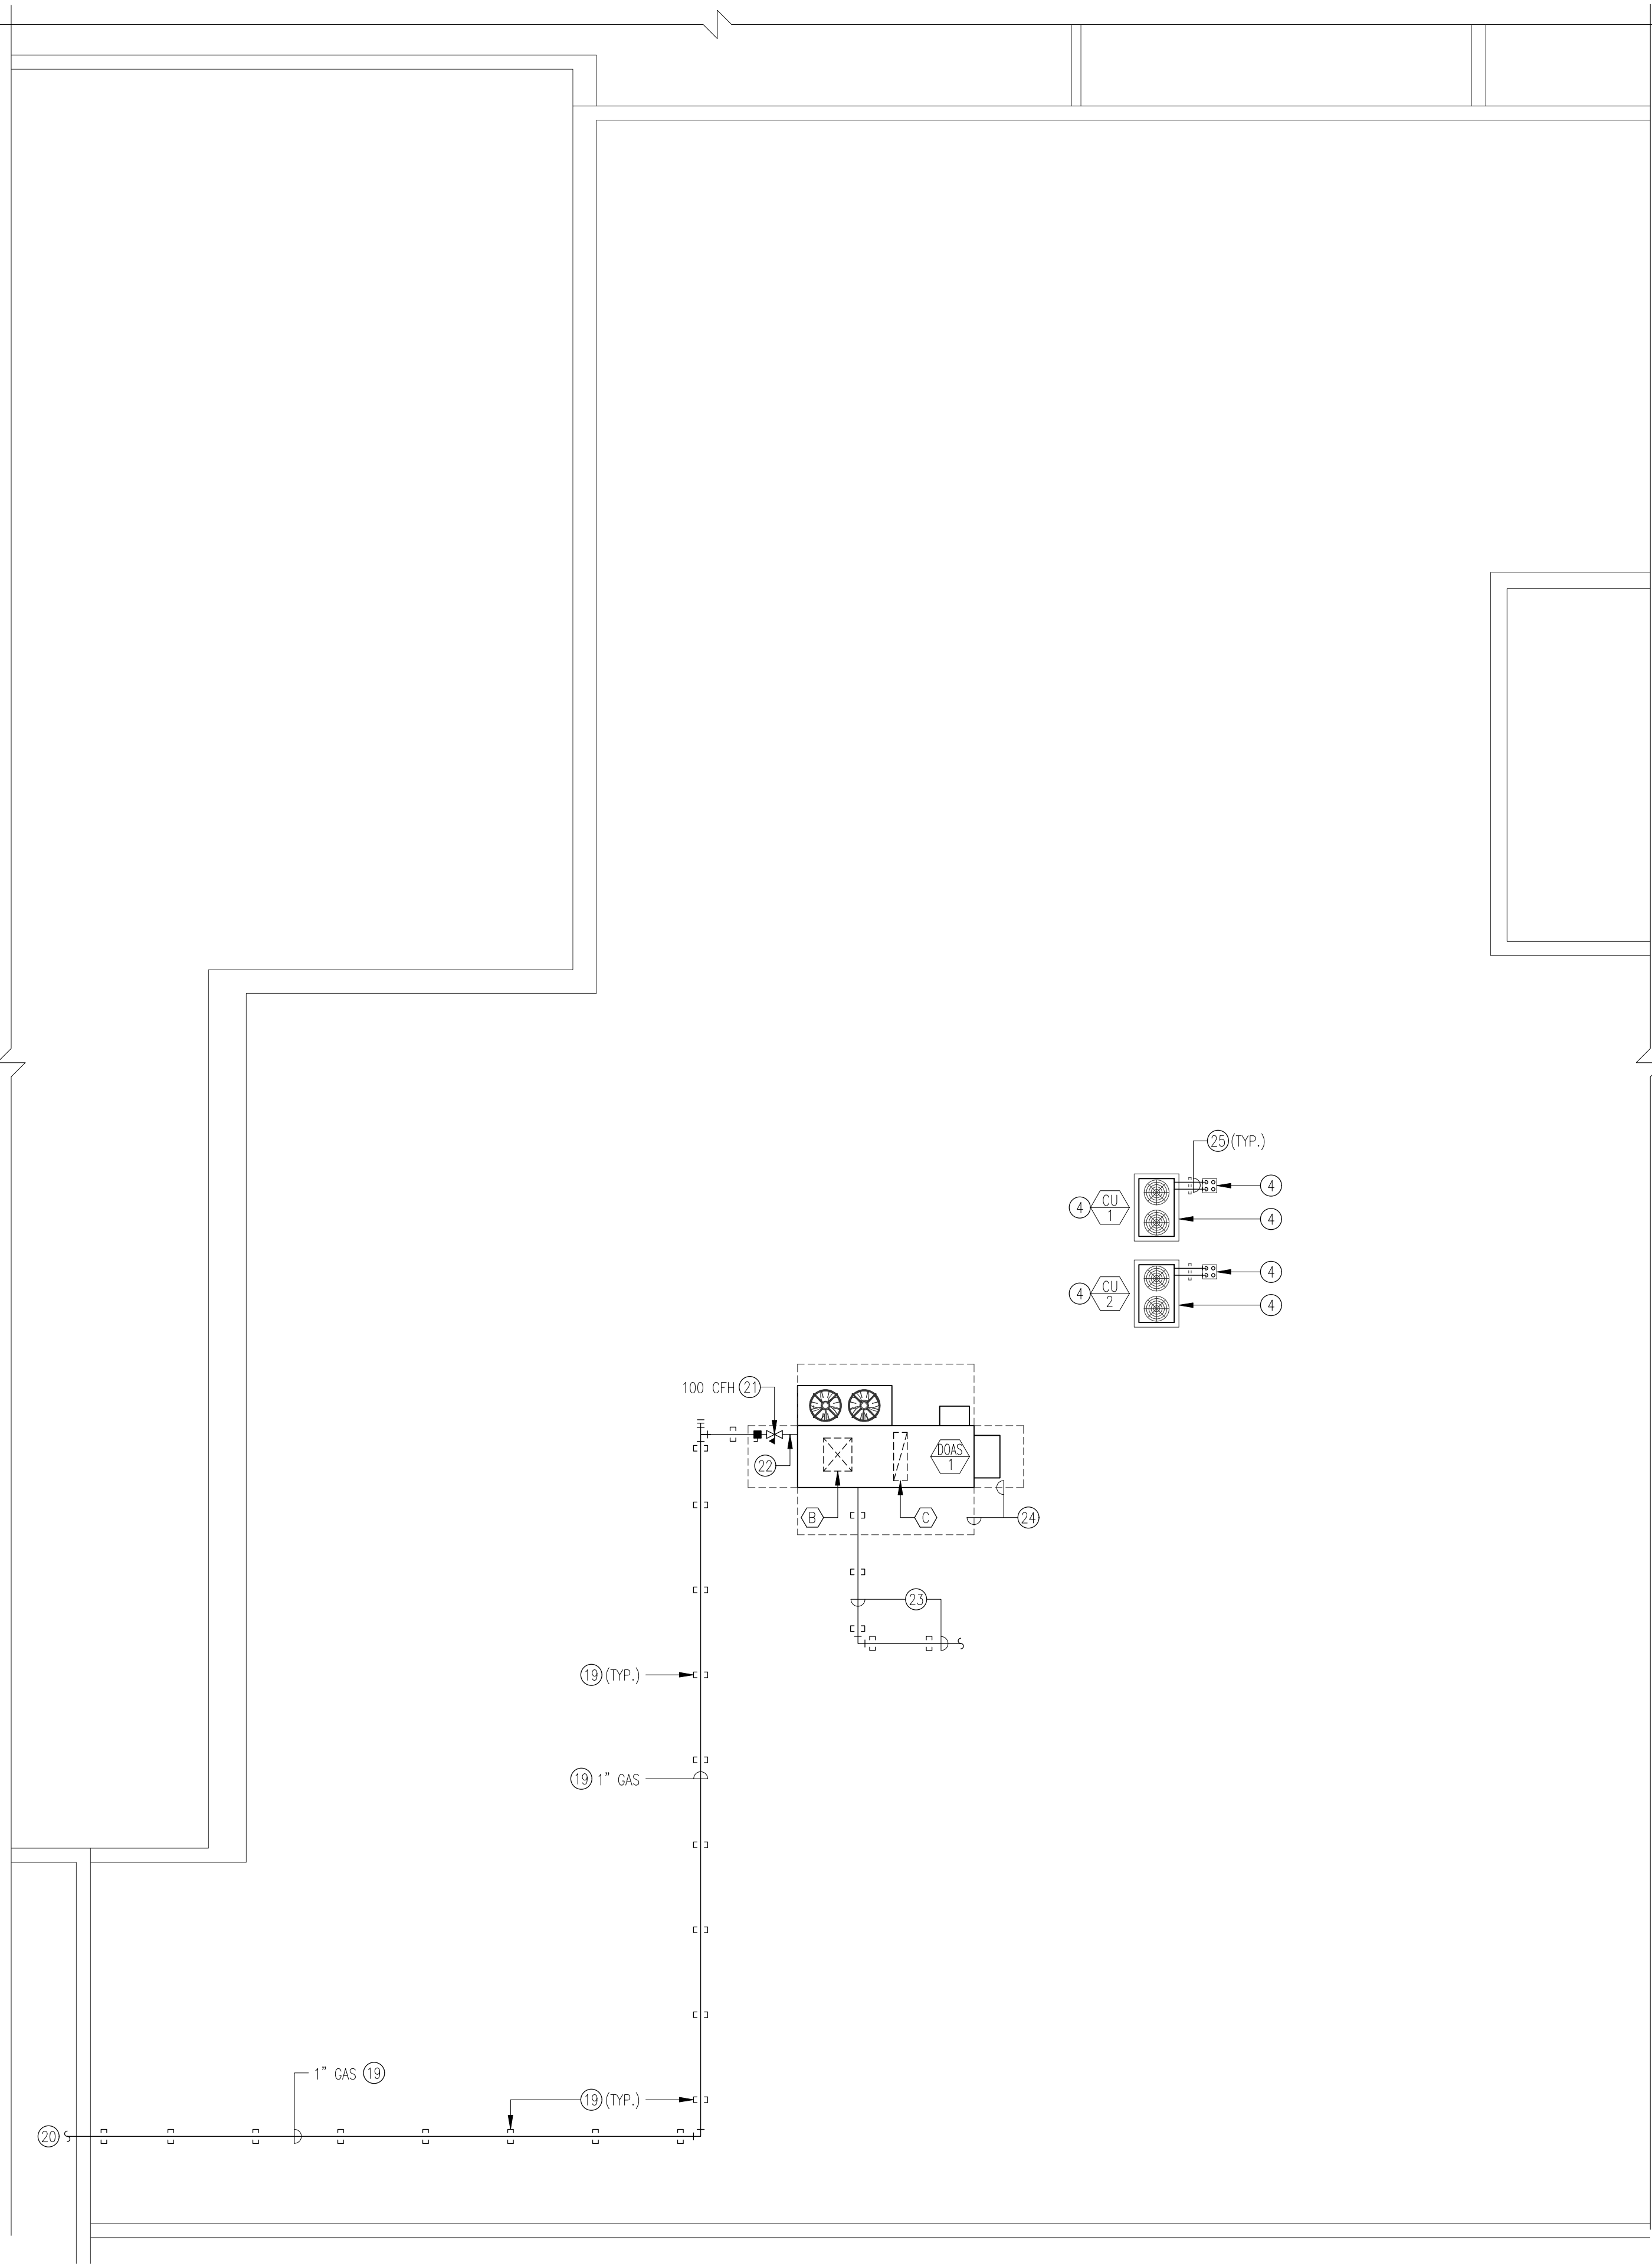 25 (TYP.)
4
4 CU 1
4
4
4 CU 2
4
100 CFH 21
22
DOAS 1
B
C
24
23
19 (TYP.)
19 1" GAS
1" GAS 19
19 (TYP.)
20